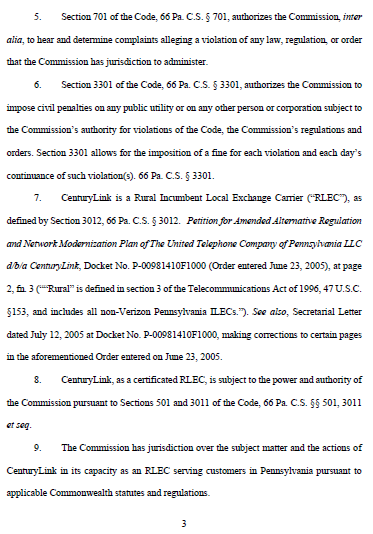 5. Section 701 of the Code, 66 Pa. C.S. § 701, authorizes the Commission, inter
alia, to hear and determine complaints alleging a violation of any law, regulation, or order
that the Commission has jurisdiction to administer.
6. Section 3301 of the Code, 66 Pa. C.S. § 3301, authorizes the Commission to
impose civil penalties on any public utility or on any other person or corporation subject to
the Commission's authority for violations of the Code, the Commission's regulations and
orders. Section 3301 allows for the imposition of a fine for each violation and each day's
continuance of such violation(s). 66 Pa. C.S. § 3301.
7. CenturyLink is a Rural Incumbent Local Exchange Carrier ("RLEC"), as
defined by Section 3012, 66 Pa. C.S. § 3012. Petition for Amended Alternative Regulation
and Network Modernization Plan of The United Telephone Company of Pennsylvania LLC
d/b/a CenturyLink, Docket No. P-00981410F1000 (Order entered June 23, 2005), at page
2, fn. 3 (""Rural" is defined in section 3 of the Telecommunications Act of 1996, 47 U.S.C.
§153, and includes all non-Verizon Pennsylvania ILECs."). See also, Secretarial Letter
dated July 12, 2005 at Docket No. P-00981410F1000, making corrections to certain pages
in the aforementioned Order entered on June 23, 2005.
8. CenturyLink, as a certificated RLEC, is subject to the power and authority of
the Commission pursuant to Sections 501 and 3011 of the Code, 66 Pa. C.S. §§ 501, 3011
et seq.
9. The Commission has jurisdiction over the subject matter and the actions of
CenturyLink in its capacity as an RLEC serving customers in Pennsylvania pursuant to
applicable Commonwealth statutes and regulations.
3